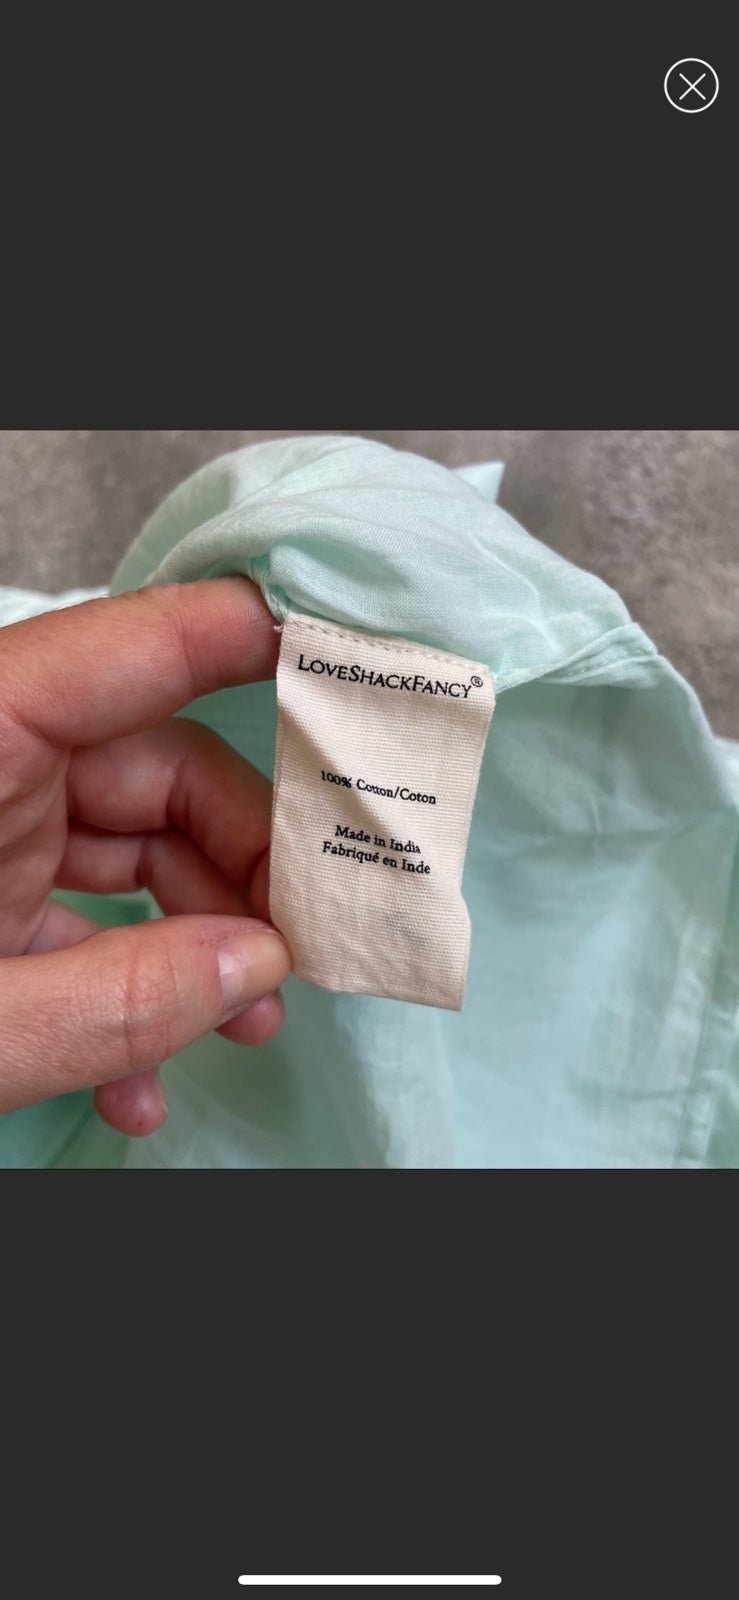 LOVESHACKFANCY®
100% Cotton/Coton
Made in India
Fabriqué en Inde